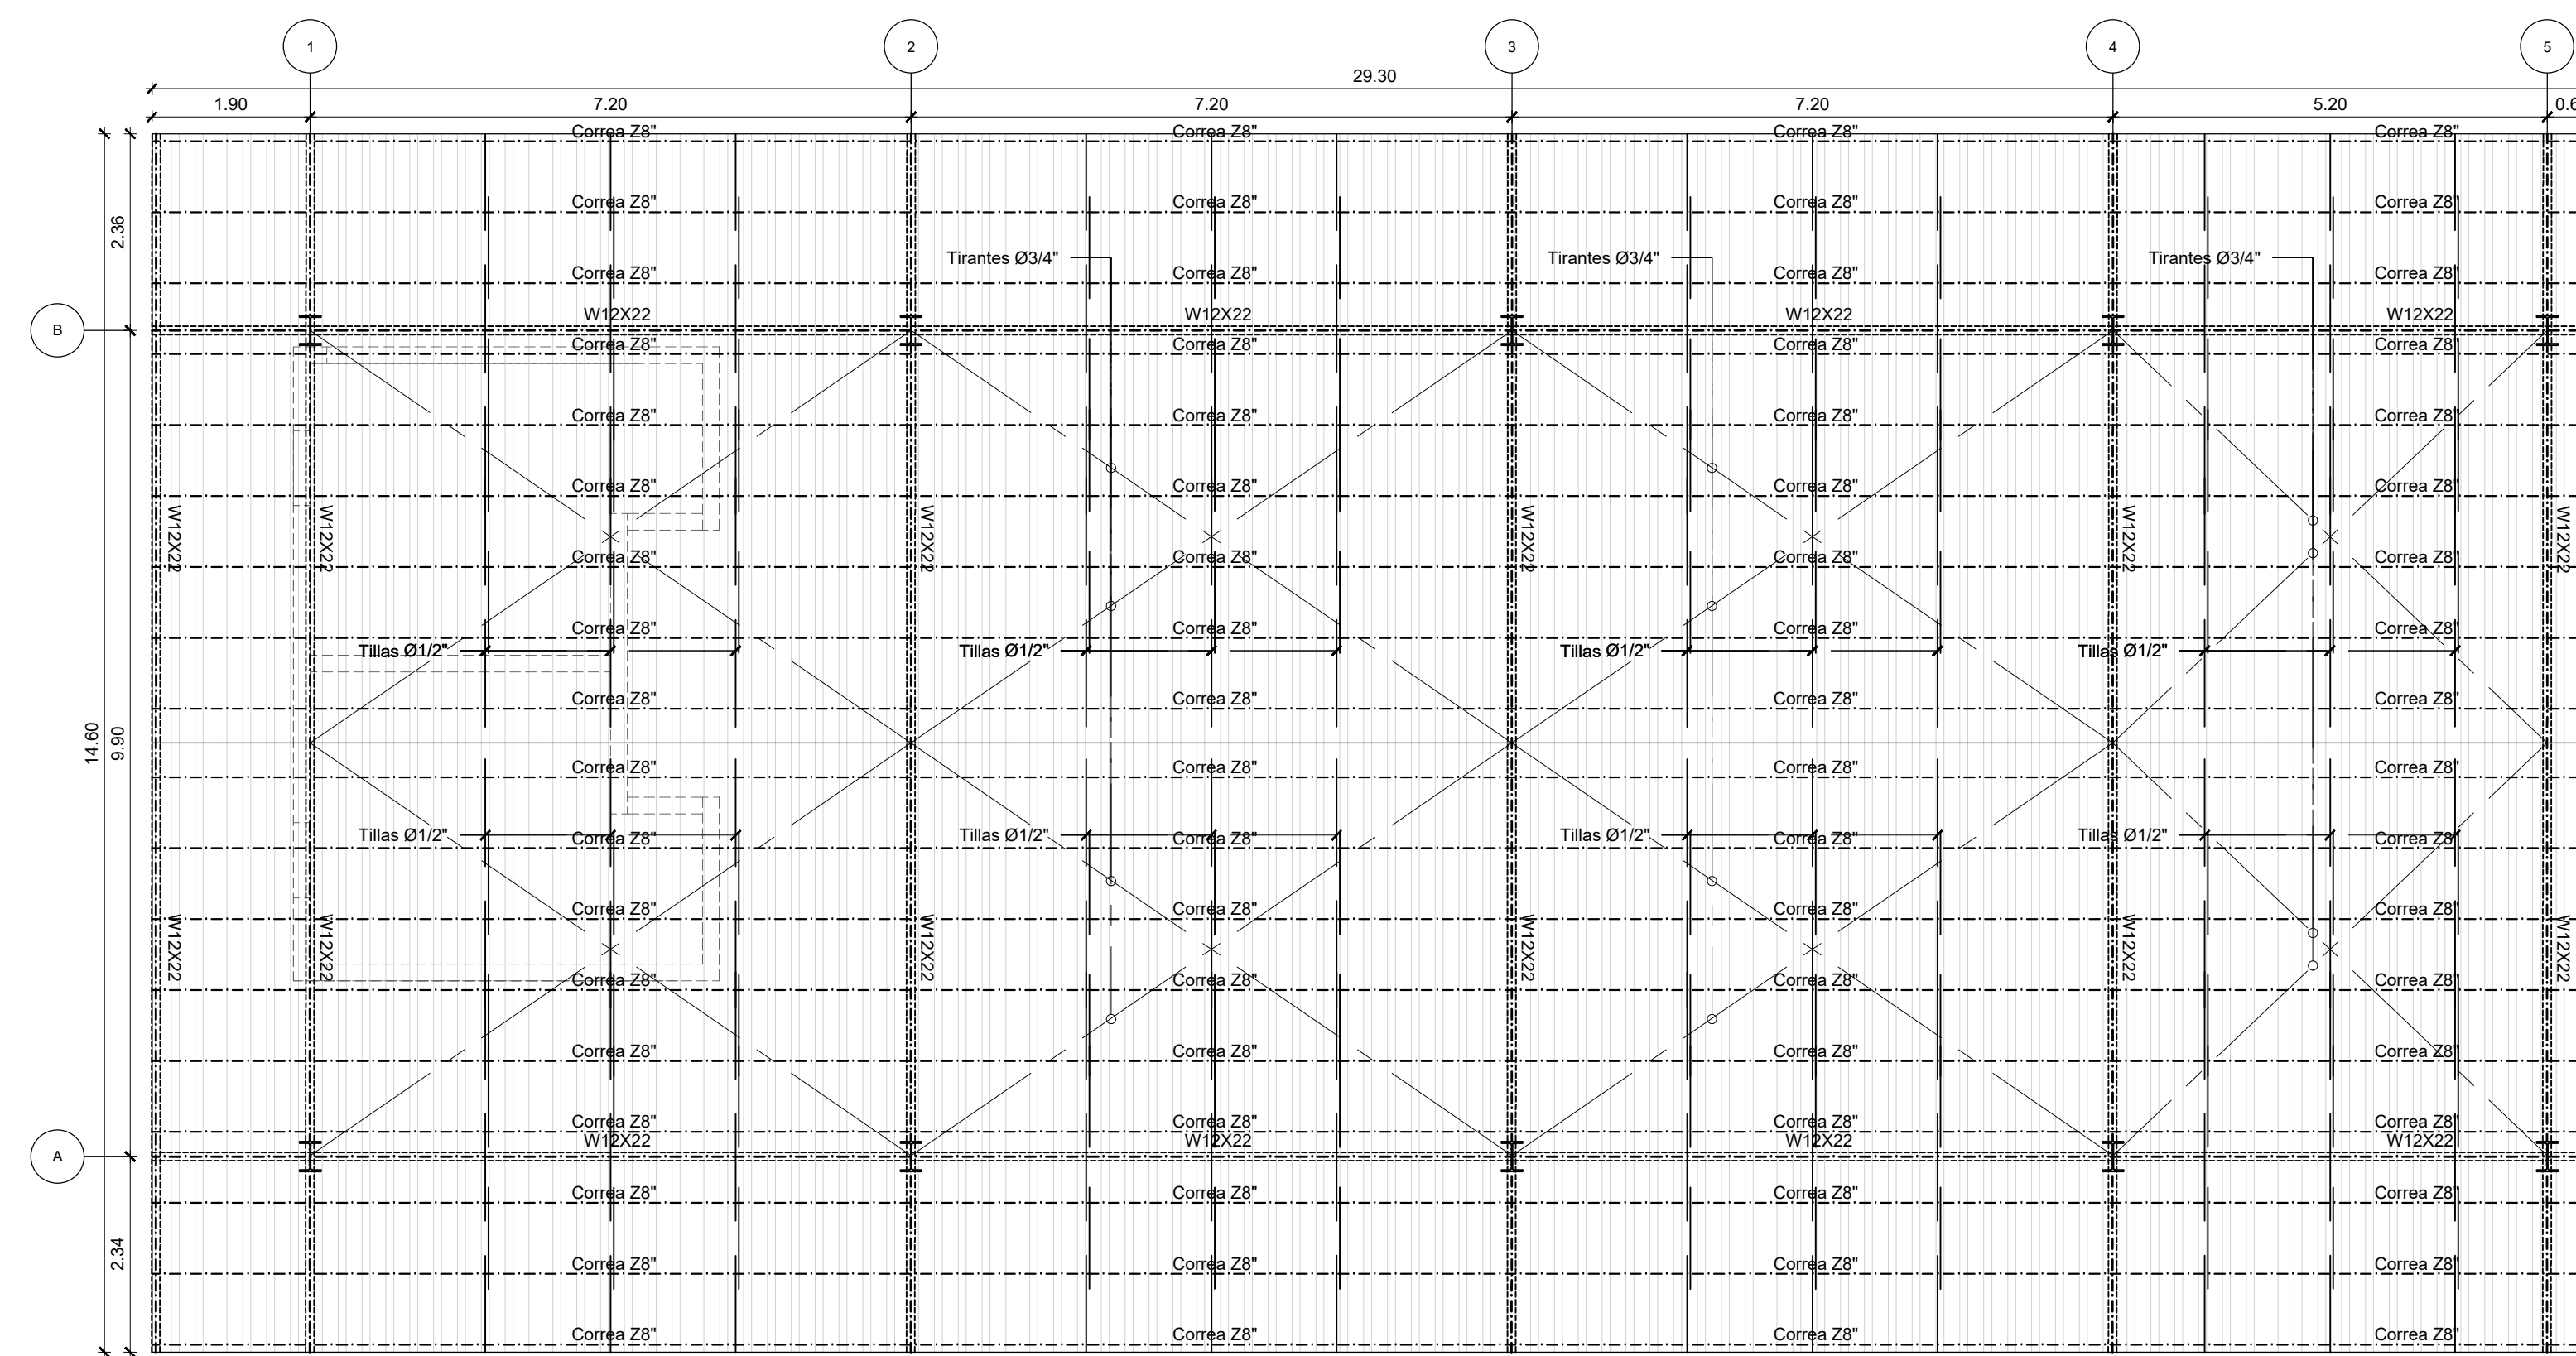 1 2 3 4 5
29.30
1.90 7.20 7.20 7.20 5.20
Correa Z8" Correa Z8" Correa Z8" Correa Z8"
Correa Z8" Correa Z8" Correa Z8" Correa Z8"
2.36
Tirantes Ø3/4" Tirantes Ø3/4" Tirantes Ø3/4"
Correa Z8" Correa Z8" Correa Z8" Correa Z8"
W12X22 W12X22 W12X22 W12X22
B
Correa Z8" Correa Z8" Correa Z8" Correa Z8"
Correa Z8" Correa Z8" Correa Z8" Correa Z8"
Correa Z8" Correa Z8" Correa Z8" Correa Z8"
W12X22 W12X22 W12X22 W12X22 W12X22 W12X22
Correa Z8" Correa Z8" Correa Z8" Correa Z8"
Correa Z8" Correa Z8" Correa Z8" Correa Z8"
Tillas Ø1/2" Tillas Ø1/2" Tillas Ø1/2" Tillas Ø1/2"
Correa Z8" Correa Z8" Correa Z8" Correa Z8"
14.60 9.90
Correa Z8" Correa Z8" Correa Z8" Correa Z8"
Tillas Ø1/2" Tillas Ø1/2" Tillas Ø1/2" Tillas Ø1/2"
Correa Z8" Correa Z8" Correa Z8" Correa Z8"
Correa Z8" Correa Z8" Correa Z8" Correa Z8"
W12X22 W12X22 W12X22 W12X22 W12X22 W12X22
Correa Z8" Correa Z8" Correa Z8" Correa Z8"
Correa Z8" Correa Z8" Correa Z8" Correa Z8"
Correa Z8" Correa Z8" Correa Z8" Correa Z8"
W12X22 W12X22 W12X22 W12X22
A
Correa Z8" Correa Z8" Correa Z8" Correa Z8"
2.34
Correa Z8" Correa Z8" Correa Z8" Correa Z8"
Correa Z8" Correa Z8" Correa Z8" Correa Z8"